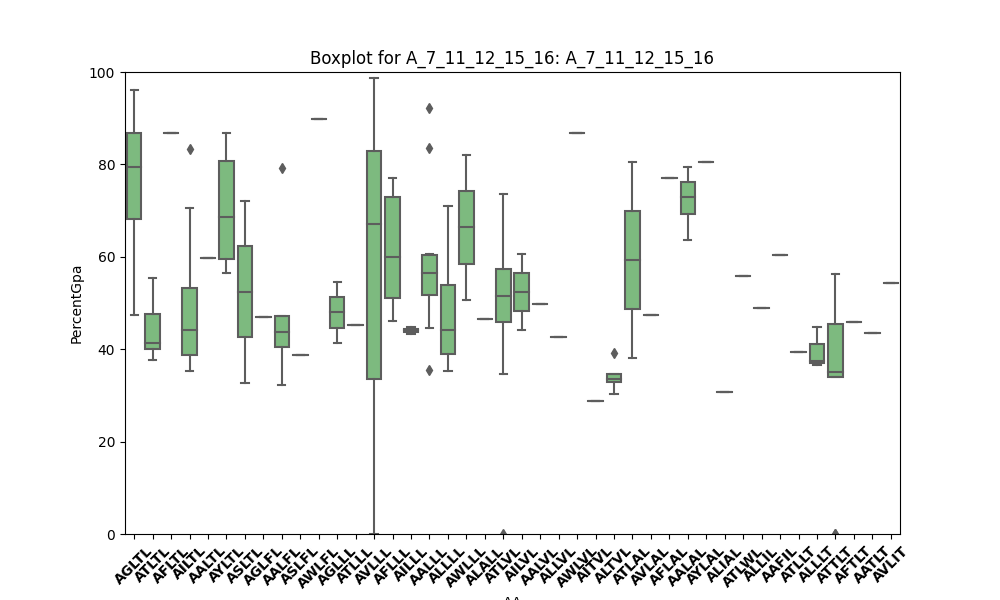 Boxplot for A_7_11_12_15_16: A_7_11_12_15_16
PercentGpa
100
80
60
40
20
0
AGLTL
ATLTL
AFLTL
AILTL
AALTL
AYLTL
ASLTL
AGLFL
AALFL
ASLFL
AWLFL
AGLLL
ATLLL
AVLLL
AFLLL
AILLL
AALLL
ALLLL
AWLLL
ALALL
ATLVL
AILVL
AALVL
ALLVL
AWLVL
AITVL
ALTVL
ATLAL
AVLAL
AFLAL
AALAL
AYLAL
ALIAL
ATLWL
ALLIL
AAFIL
ATLLT
ALLLT
ATTLT
AFTLT
AATLT
AVLIT